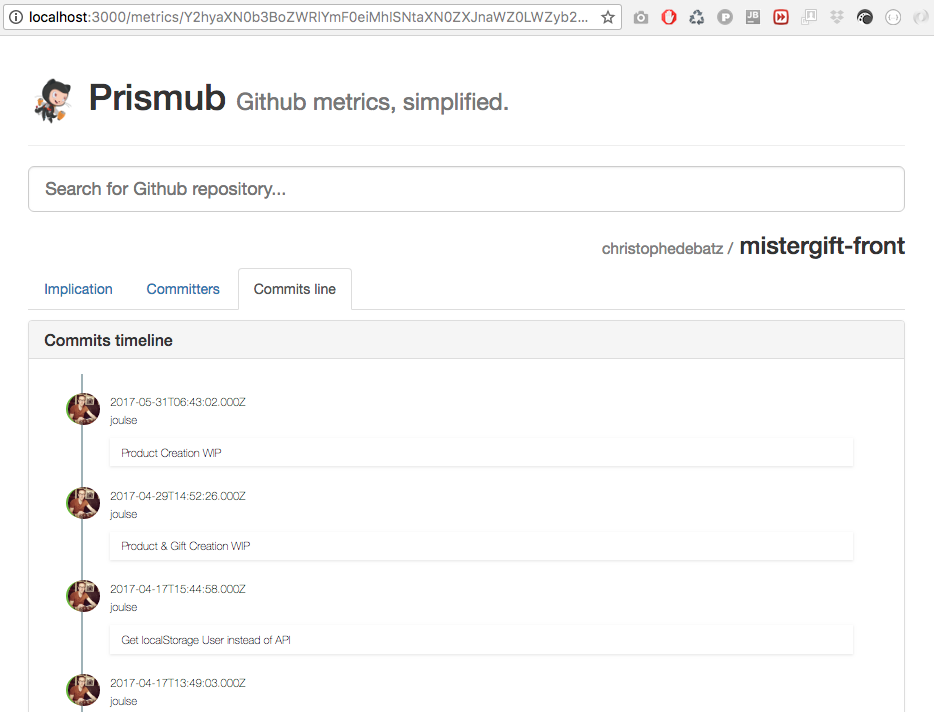 localhost:3000/metrics/Y2hyaXN0b3BoZWRlYmF0eiMhlSNtaXN0ZXJnaWZ0LWZyb2...
Prismub Github metrics, simplified.
Search for Github repository...
christophedebatz / mistergift-front
Implication Committers Commits line
Commits timeline
2017-05-31T06:43:02.000Z
joulse
Product Creation WIP
2017-04-29T14:52:26.000Z
joulse
Product & Gift Creation WIP
2017-04-17T15:44:58.000Z
joulse
Get localStorage User instead of API
2017-04-17T13:49:03.000Z
joulse